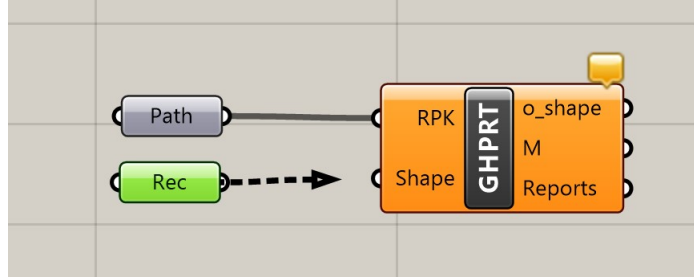 Path
Rec
RPK
Shape
GHPRT
o_shape
M
Reports